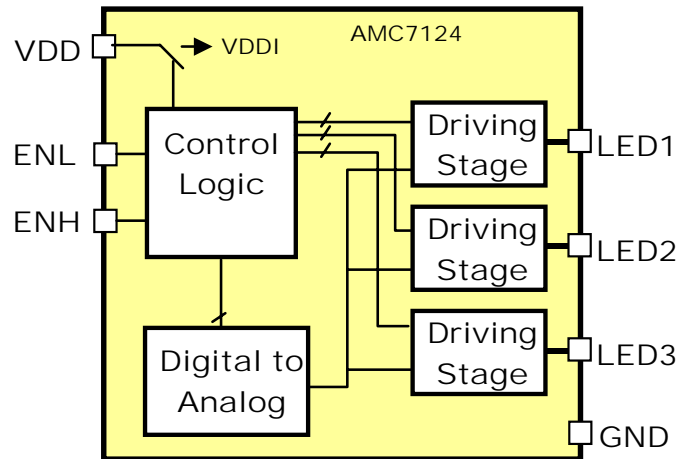 AMC7124
VDD
VDDI
ENL
ENH
Control
Logic
Digital to
Analog
Driving
Stage
Driving
Stage
Driving
Stage
LED1
LED2
LED3
GND